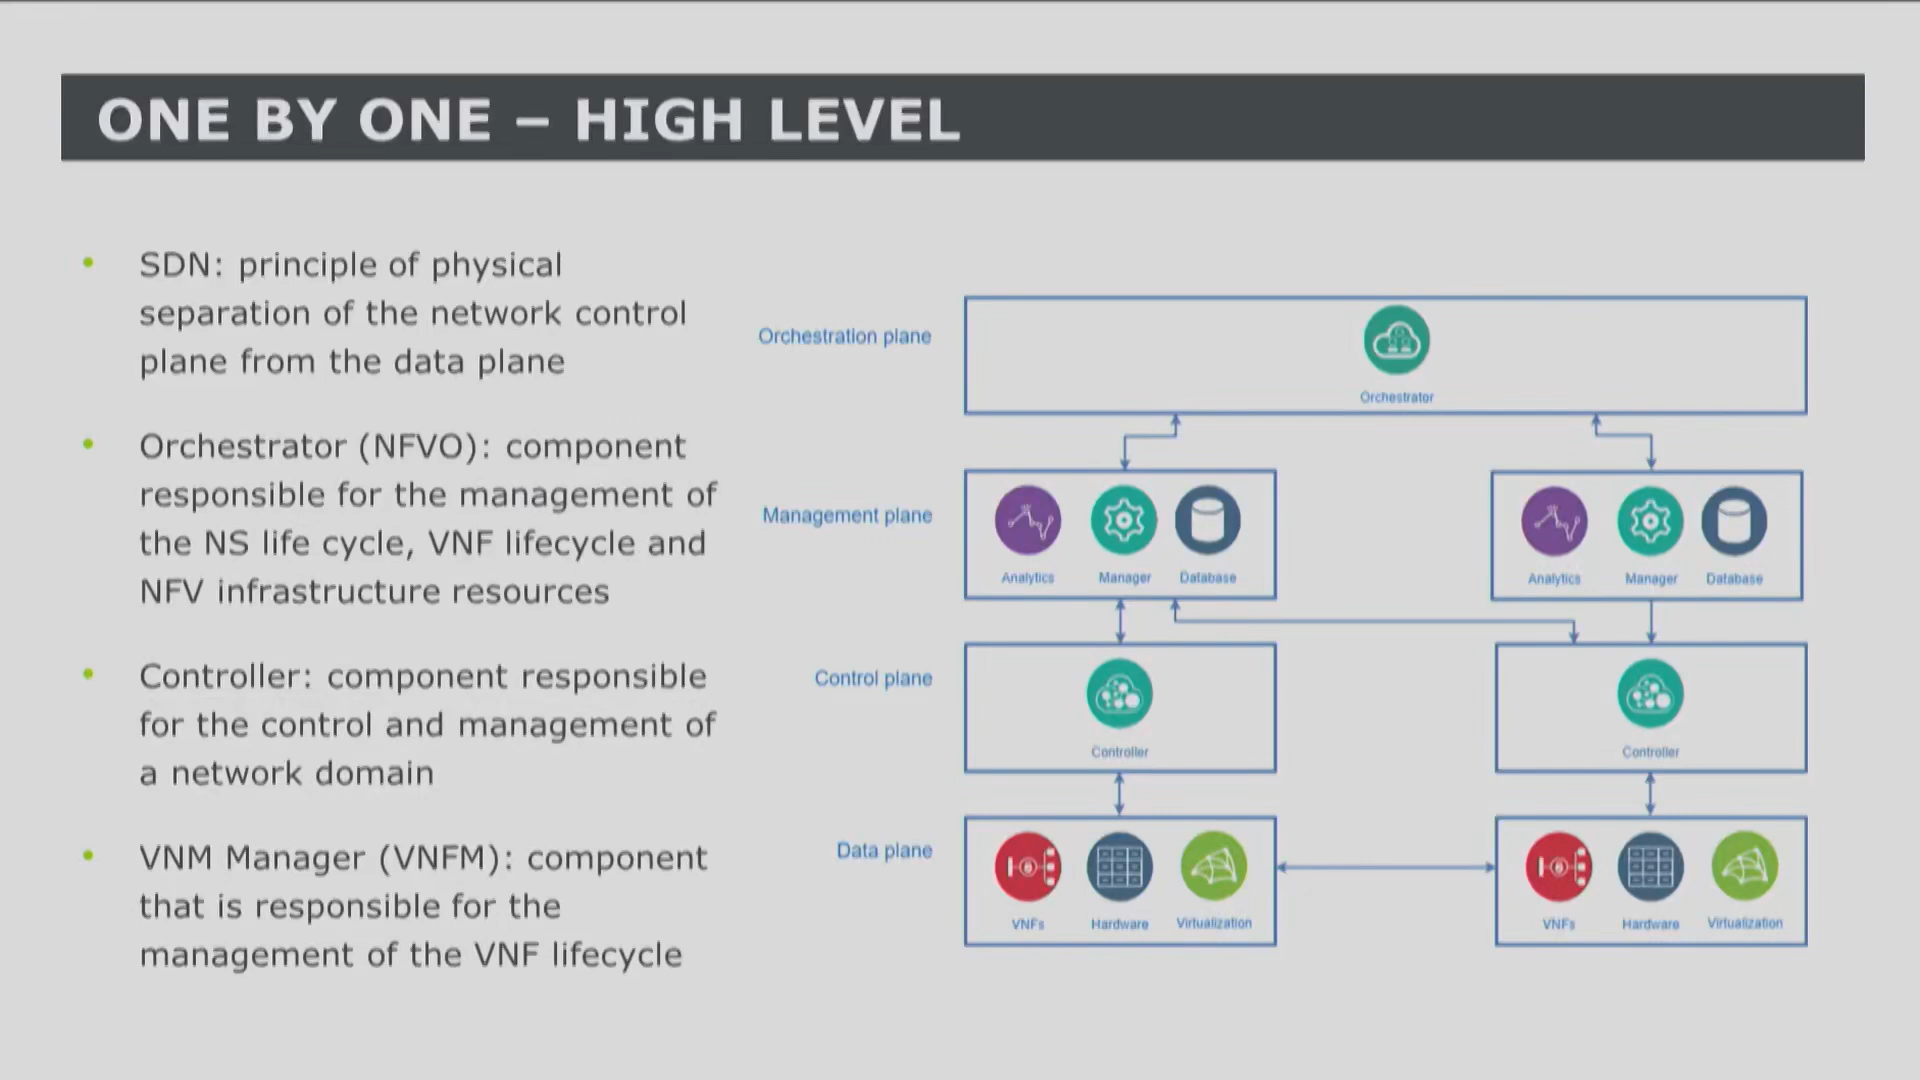 ONE BY ONE – HIGH LEVEL
• SDN: principle of physical
separation of the network control
plane from the data plane
• Orchestrator (NFVO): component
responsible for the management of
the NS life cycle, VNF lifecycle and
NFV infrastructure resources
• Controller: component responsible
for the control and management of
a network domain
• VNM Manager (VNFM): component
that is responsible for the
management of the VNF lifecycle
Orchestration plane
Orchestrator
Management plane
Analytics Manager Database
Analytics Manager Database
Control plane
Controller
Controller
Data plane
VNFs Hardware Virtualization
VNFs Hardware Virtualization